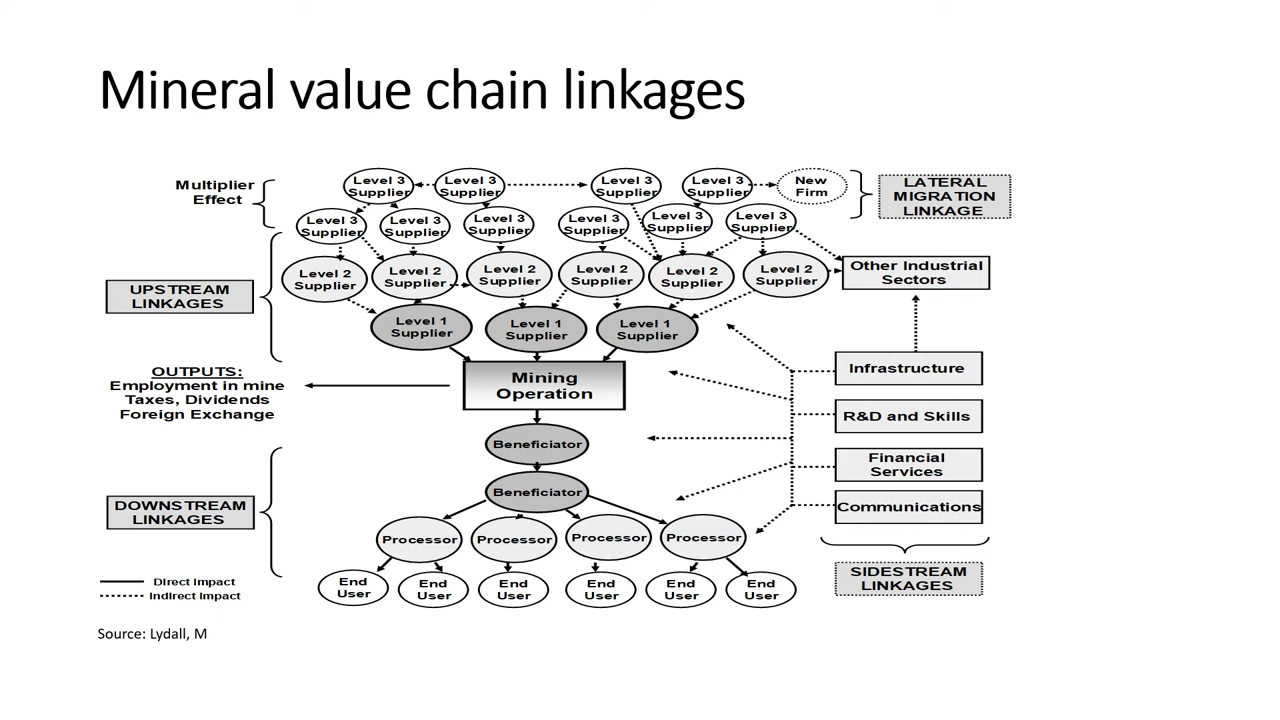 Mineral value chain linkages
Multiplier
Effect
Level 3
Supplier
Level 3
Supplier
Level 3
Supplier
Level 3
Supplier
New
Firm
LATERAL
MIGRATION
LINKAGE
Level 3
Supplier
Level 3
Supplier
Level 3
Supplier
Level 3
Supplier
Level 3
Supplier
Level 3
Supplier
UPSTREAM
LINKAGES
Level 2
Supplier
Level 2
Supplier
Level 2
Supplier
Level 2
Supplier
Level 2
Supplier
Level 2
Supplier
Other Industrial
Sectors
Level 1
Supplier
Level 1
Supplier
Level 1
Supplier
OUTPUTS:
Employment in mine
Taxes, Dividends
Foreign Exchange
Mining
Operation
Infrastructure
R&D and Skills
Financial
Services
Communications
Beneficiator
Beneficiator
DOWNSTREAM
LINKAGES
Processor
Processor
Processor
Processor
End
User
End
User
End
User
End
User
End
User
End
User
SIDESTREAM
LINKAGES
DIrect Impact
Indirect Impact
Source: Lydall, M